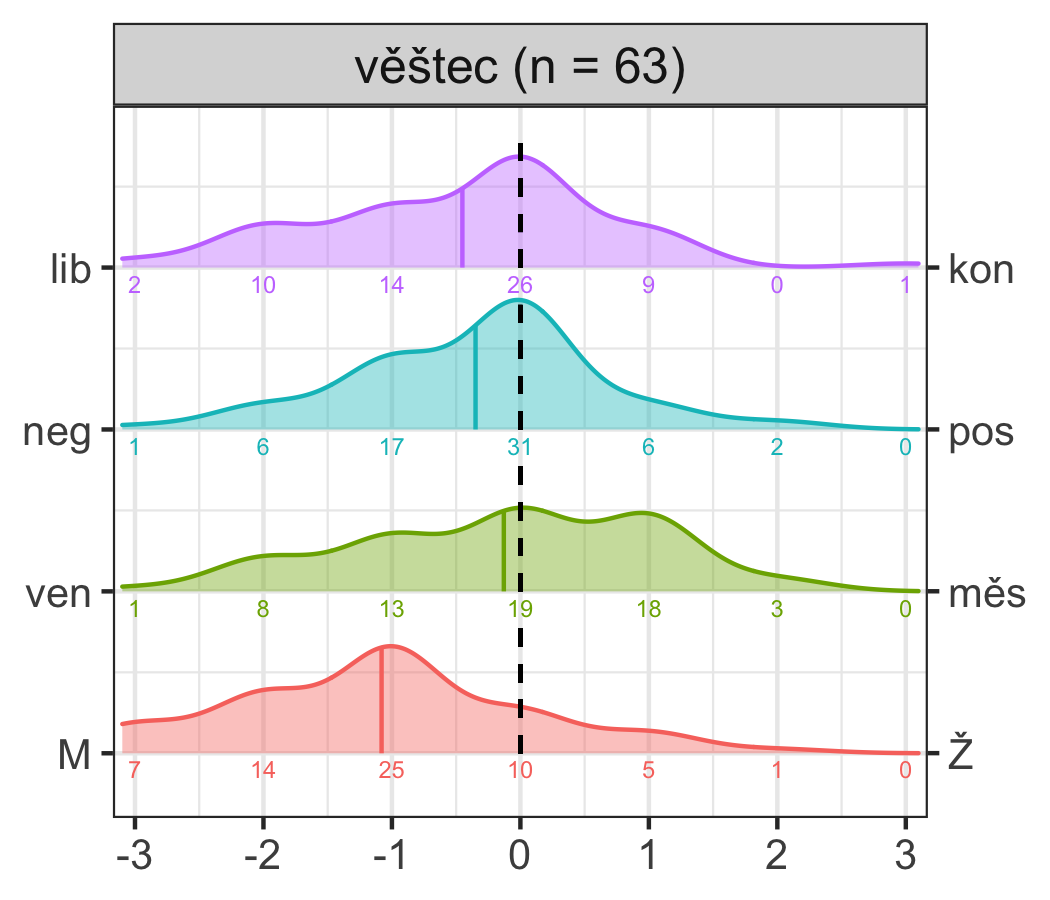 věštec (n = 63)
lib kon
2 10 14 26 9 0 1
neg pos
1 6 17 31 6 2 0
ven měs
1 8 13 19 18 3 0
M Ž
7 14 25 10 5 1 0
-3 -2 -1 0 1 2 3